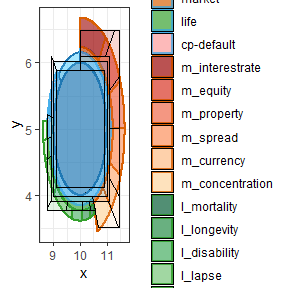 market
life
cp-default
m_interestrate
m_equity
m_property
m_spread
m_currency
m_concentration
l_mortality
l_longevity
l_disability
l_lapse
y
6
5
4
9
10
11
x